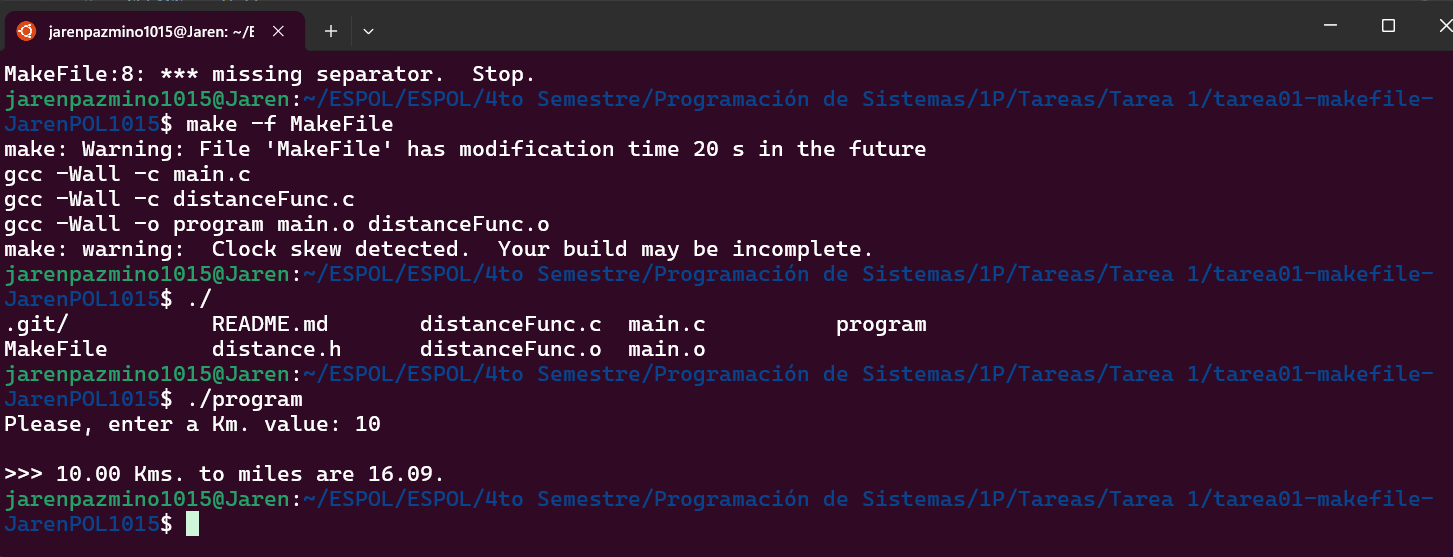 jarenpazmino1015@Jaren: ~/E
MakeFile:8: *** missing separator.  Stop.
jarenpazmino1015@Jaren:~/ESPOL/ESPOL/4to Semestre/Programación de Sistemas/1P/Tareas/Tarea 1/tarea01-makefile-
JarenPOL1015$ make -f MakeFile
make: Warning: File 'MakeFile' has modification time 20 s in the future
gcc -Wall -c main.c
gcc -Wall -c distanceFunc.c
gcc -Wall -o program main.o distanceFunc.o
make: warning:  Clock skew detected.  Your build may be incomplete.
jarenpazmino1015@Jaren:~/ESPOL/ESPOL/4to Semestre/Programación de Sistemas/1P/Tareas/Tarea 1/tarea01-makefile-
JarenPOL1015$ ./
.git/           README.md       distanceFunc.c  main.c          program
MakeFile        distance.h      distanceFunc.o  main.o
jarenpazmino1015@Jaren:~/ESPOL/ESPOL/4to Semestre/Programación de Sistemas/1P/Tareas/Tarea 1/tarea01-makefile-
JarenPOL1015$ ./program
Please, enter a Km. value: 10
>>> 10.00 Kms. to miles are 16.09.
jarenpazmino1015@Jaren:~/ESPOL/ESPOL/4to Semestre/Programación de Sistemas/1P/Tareas/Tarea 1/tarea01-makefile-
JarenPOL1015$